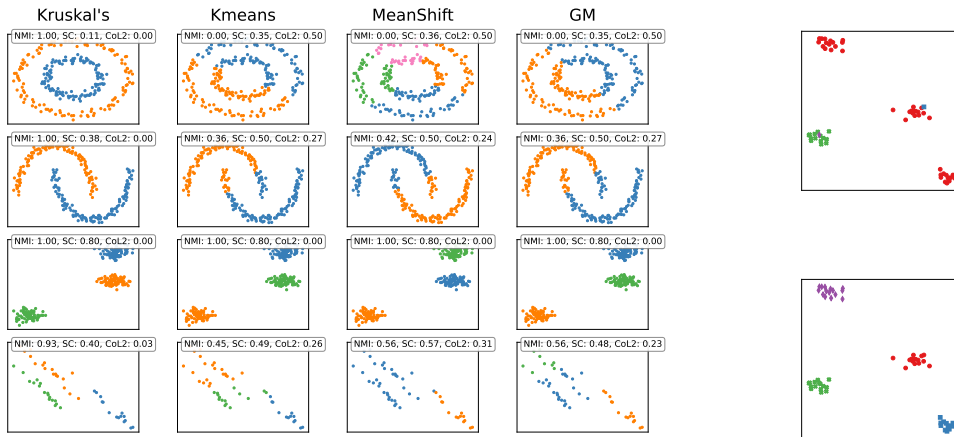 Kruskal's Kmeans MeanShift GM
NMI: 1.00, SC: 0.11, CoL2: 0.00 NMI: 0.00, SC: 0.35, CoL2: 0.50 NMI: 0.00, SC: 0.36, CoL2: 0.50 NMI: 0.00, SC: 0.35, CoL2: 0.50
NMI: 1.00, SC: 0.38, CoL2: 0.00 NMI: 0.36, SC: 0.50, CoL2: 0.27 NMI: 0.42, SC: 0.50, CoL2: 0.24 NMI: 0.36, SC: 0.50, CoL2: 0.27
NMI: 1.00, SC: 0.80, CoL2: 0.00 NMI: 1.00, SC: 0.80, CoL2: 0.00 NMI: 1.00, SC: 0.80, CoL2: 0.00 NMI: 1.00, SC: 0.80, CoL2: 0.00
NMI: 0.93, SC: 0.40, CoL2: 0.03 NMI: 0.45, SC: 0.49, CoL2: 0.26 NMI: 0.56, SC: 0.57, CoL2: 0.31 NMI: 0.56, SC: 0.48, CoL2: 0.23